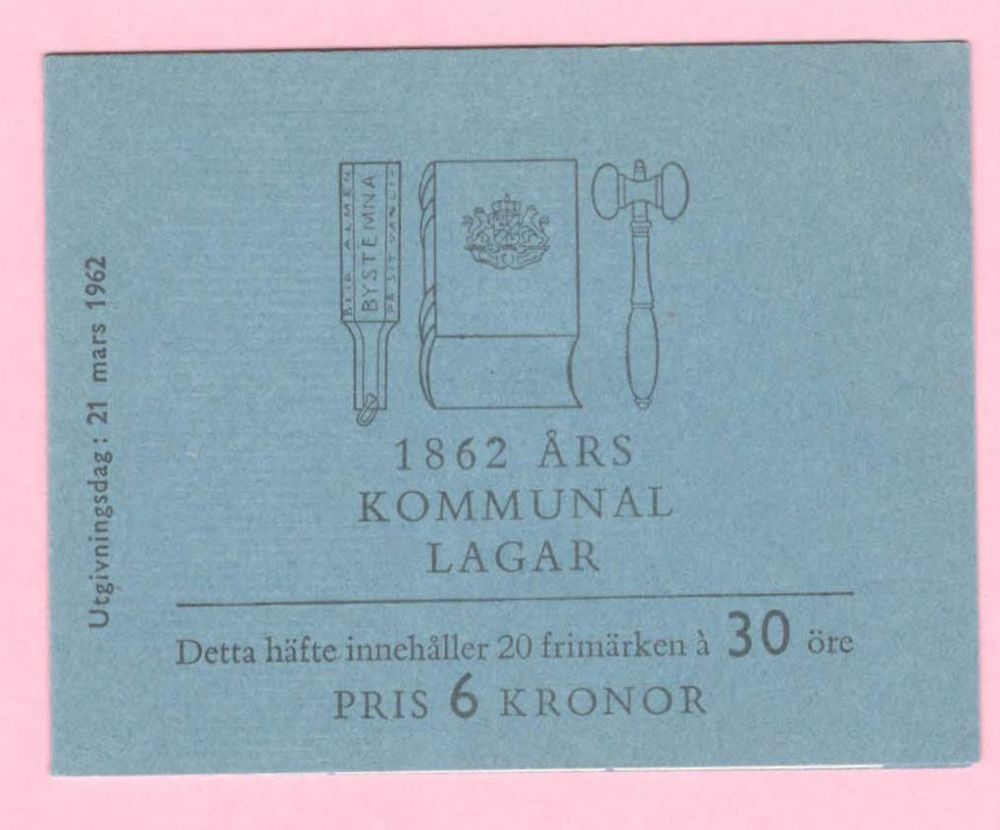 Utgivningsdag: 21 mars 1962
BYSTEMNA
1862 ÅRS
KOMMUNAL
LAGAR
Detta häfte innehåller 20 frimärken à 30 öre
PRIS 6 KRONOR